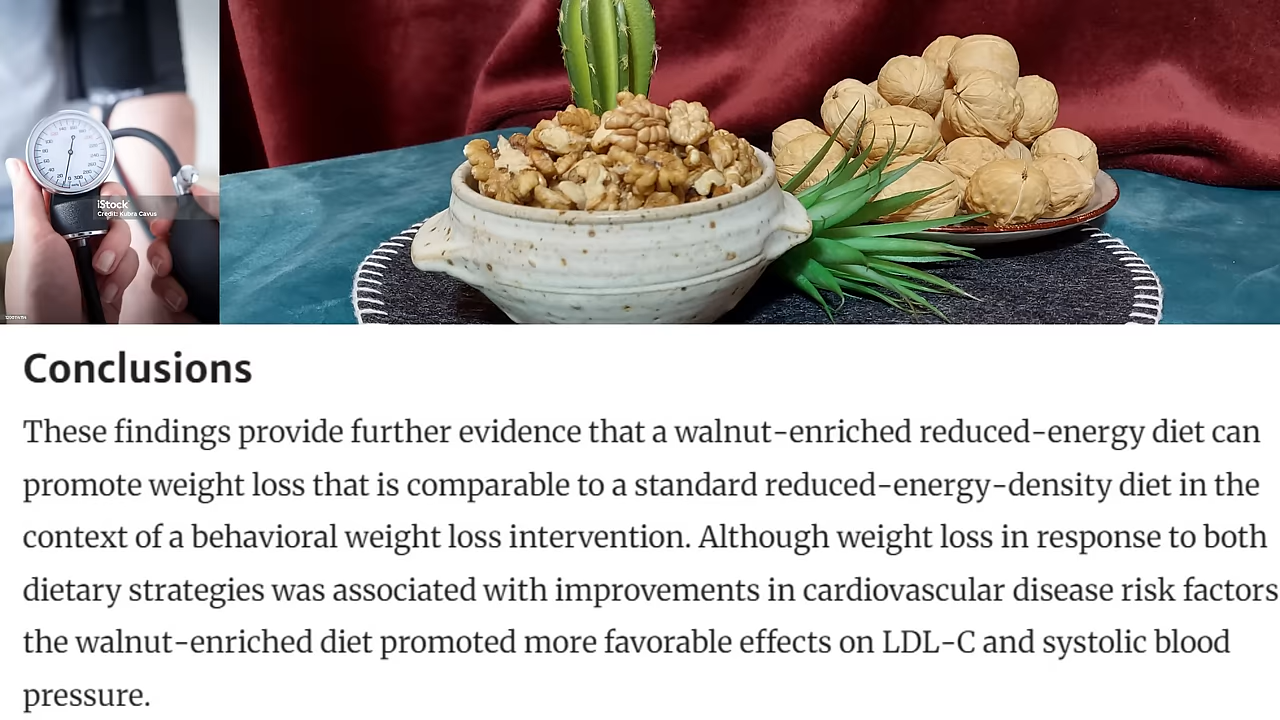 iStock
Credit: Kubra Cavus
Conclusions
These findings provide further evidence that a walnut-enriched reduced-energy diet can
promote weight loss that is comparable to a standard reduced-energy-density diet in the
context of a behavioral weight loss intervention. Although weight loss in response to both
dietary strategies was associated with improvements in cardiovascular disease risk factors
the walnut-enriched diet promoted more favorable effects on LDL-C and systolic blood
pressure.